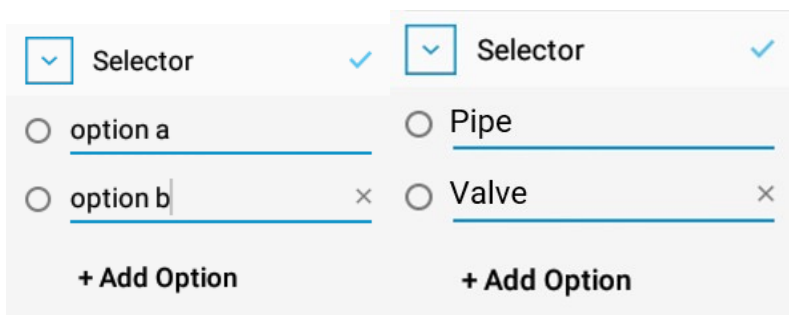 Selector
option a
option b
+ Add Option
Selector
Pipe
Valve
+ Add Option